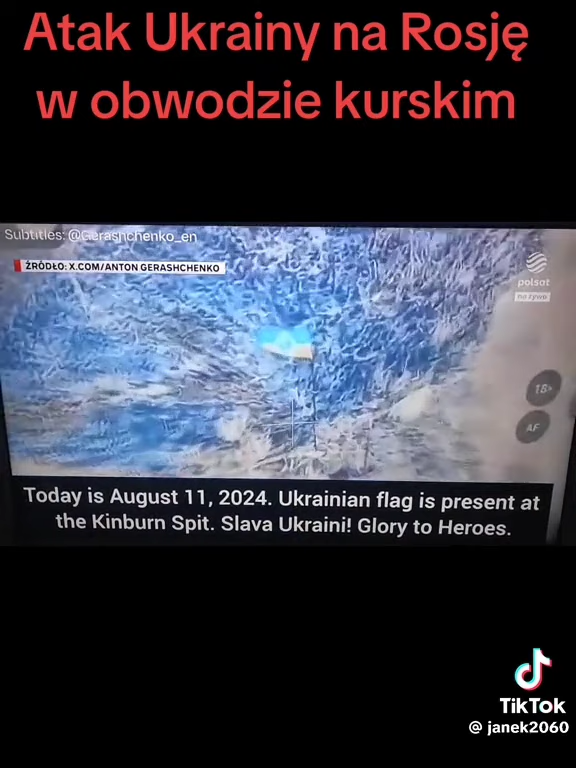 Atak Ukrainy na Rosję
w obwodzie kurskim
Subtitles: @Gerashchenko_en
ŹRÓDŁO: X.COM/ANTON GERASHCHENKO
polsat
na żywo
18+
AF
Today is August 11, 2024. Ukrainian flag is present at
the Kinburn Spit. Slava Ukraini! Glory to Heroes.
TikTok
@ janek2060